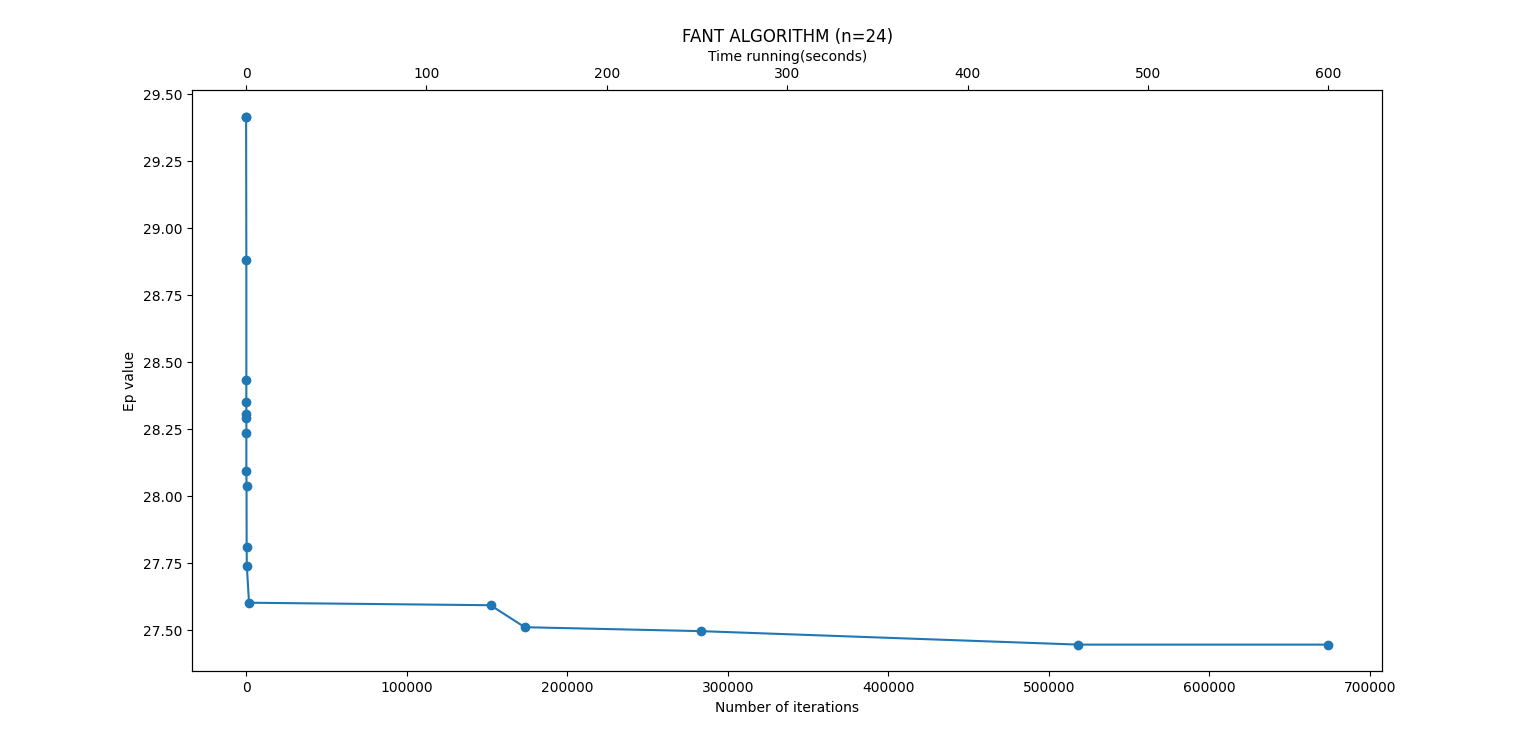 FANT ALGORITHM (n=24)
Time running(seconds)
0 100 200 300 400 500 600
29.50
29.25
29.00
28.75
28.50
28.25
28.00
27.75
27.50
Ep value
0 100000 200000 300000 400000 500000 600000 700000
Number of iterations